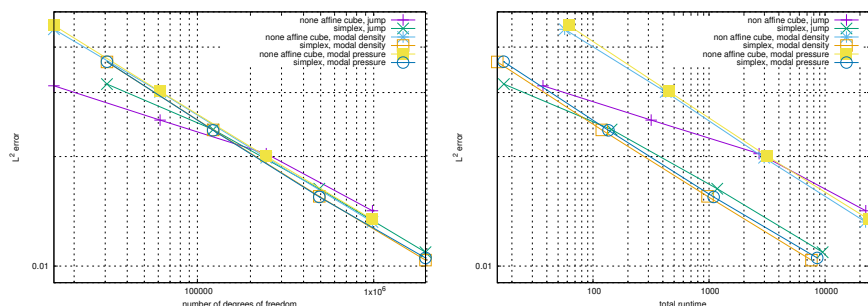 none affine cube, jump
simplex, jump
none affine cube, modal density
simplex, modal density
none affine cube, modal pressure
simplex, modal pressure
L² error
0.01
100000
1x10⁶
number of degrees of freedom
non affine cube, jump
simplex, jump
non affine cube, modal density
simplex, modal density
none affine cube, modal pressure
simplex, modal pressure
L² error
0.01
100
1000
10000
total runtime